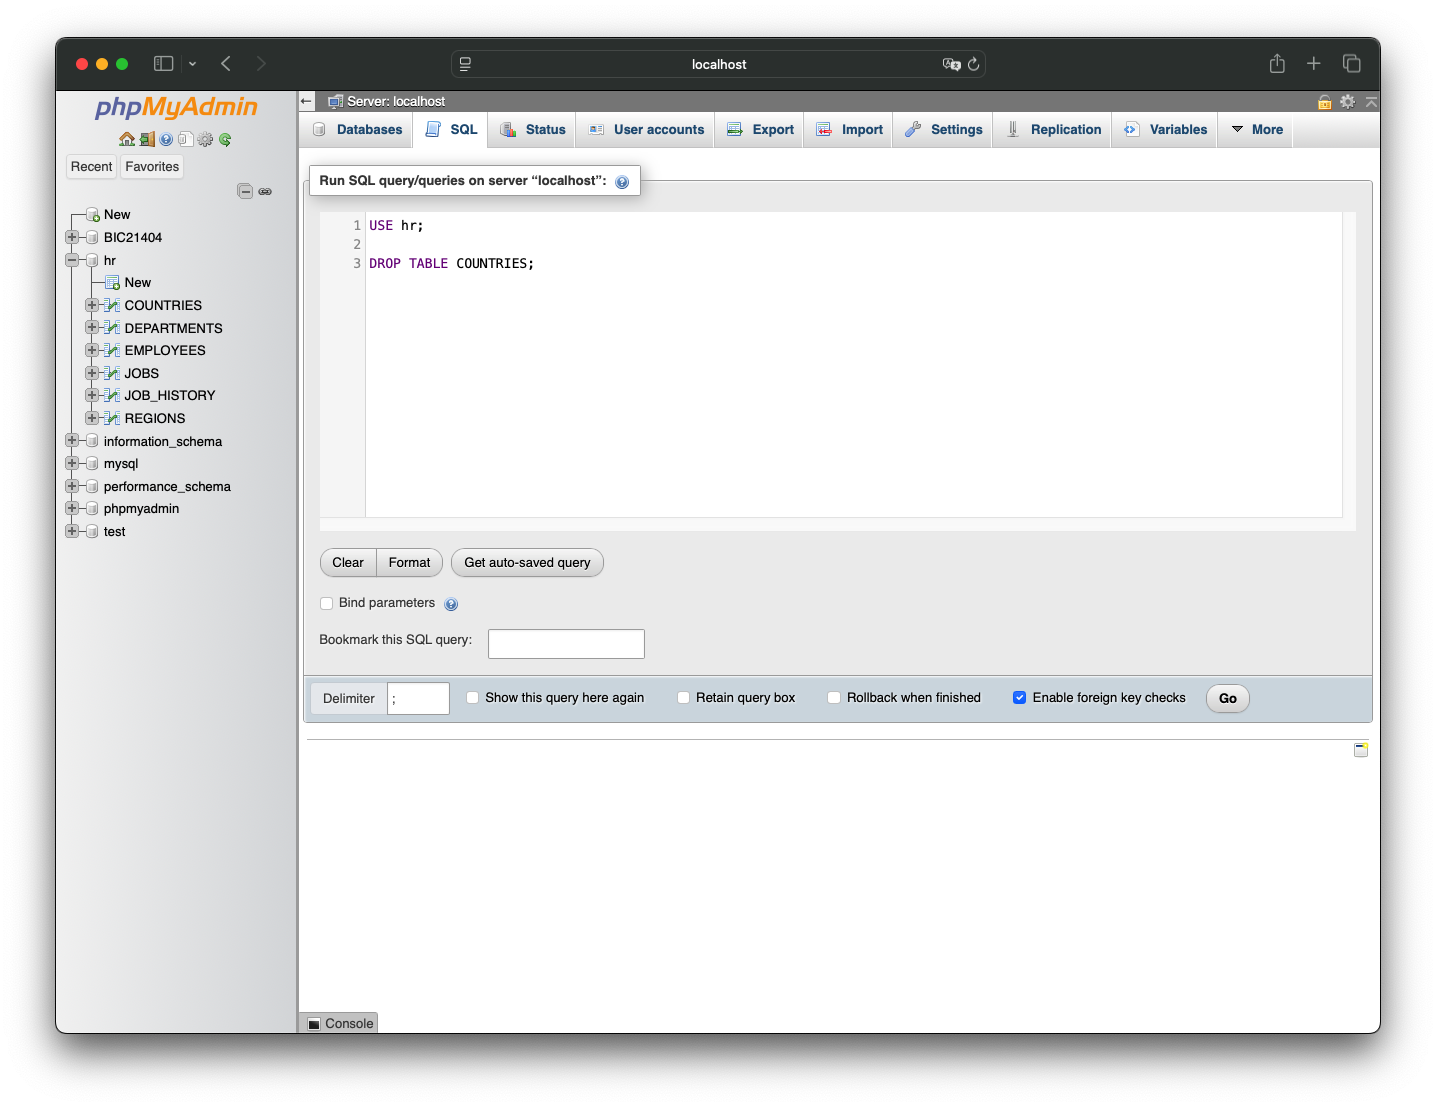 localhost
phpMyAdmin
Recent Favorites
New
BIC21404
hr
New
COUNTRIES
DEPARTMENTS
EMPLOYEES
JOBS
JOB_HISTORY
REGIONS
information_schema
mysql
performance_schema
phpmyadmin
test
Server: localhost
Databases SQL Status User accounts Export Import Settings Replication Variables More
Run SQL query/queries on server “localhost”:
1 USE hr;
2
3 DROP TABLE COUNTRIES;
Clear Format Get auto-saved query
Bind parameters
Bookmark this SQL query:
Delimiter ; Show this query here again Retain query box Rollback when finished Enable foreign key checks Go
Console